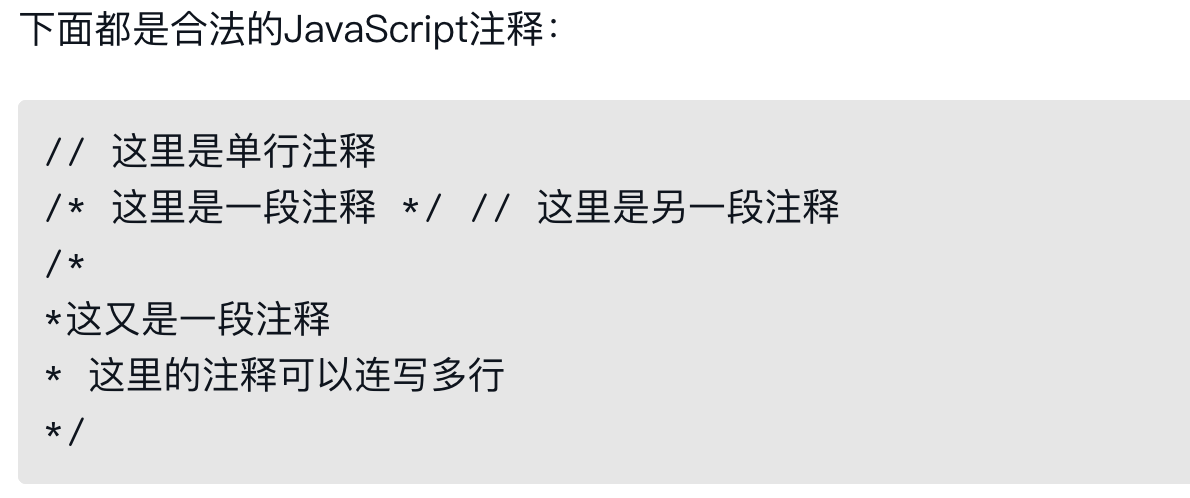 下面都是合法的JavaScript注释：
// 这里是单行注释
/* 这里是一段注释 */ // 这里是另一段注释
/*
*这又是一段注释
* 这里的注释可以连写多行
*/